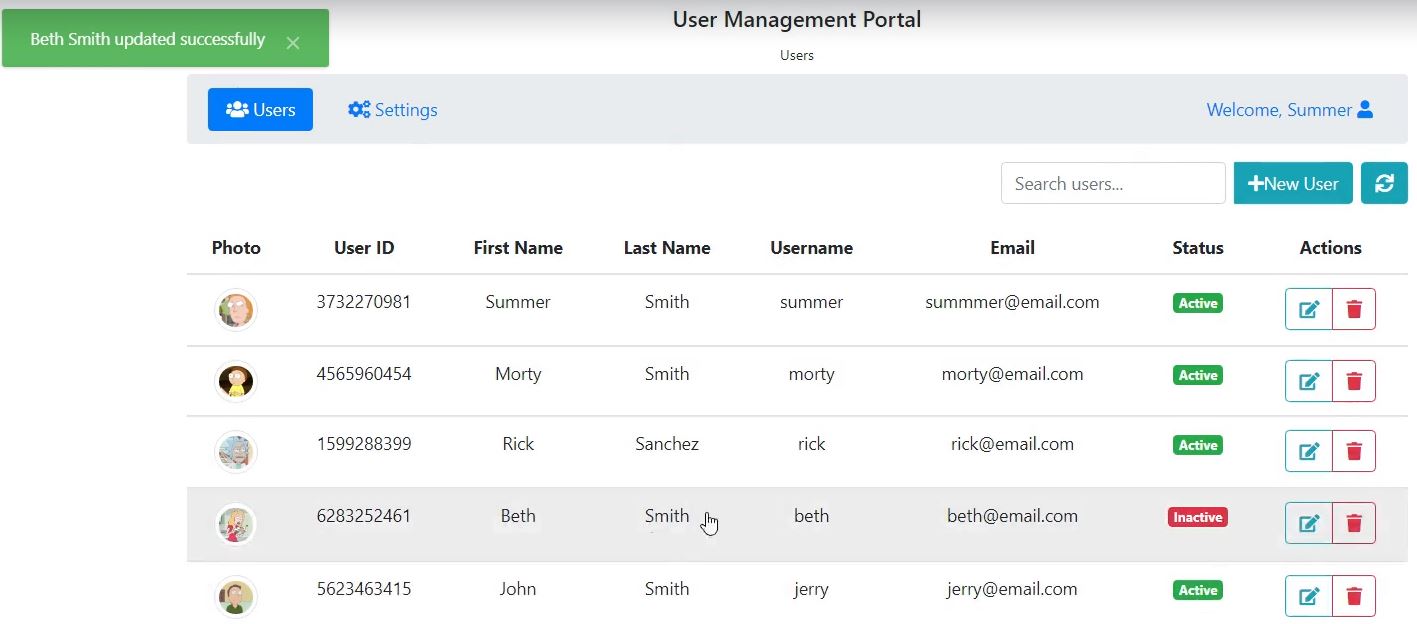 User Management Portal
Beth Smith updated successfully ×
Users
Users Settings Welcome, Summer
Search users... New User
Photo User ID First Name Last Name Username Email Status Actions
3732270981 Summer Smith summer summmer@email.com Active
4565960454 Morty Smith morty morty@email.com Active
1599288399 Rick Sanchez rick rick@email.com Active
6283252461 Beth Smith beth beth@email.com Inactive
5623463415 John Smith jerry jerry@email.com Active